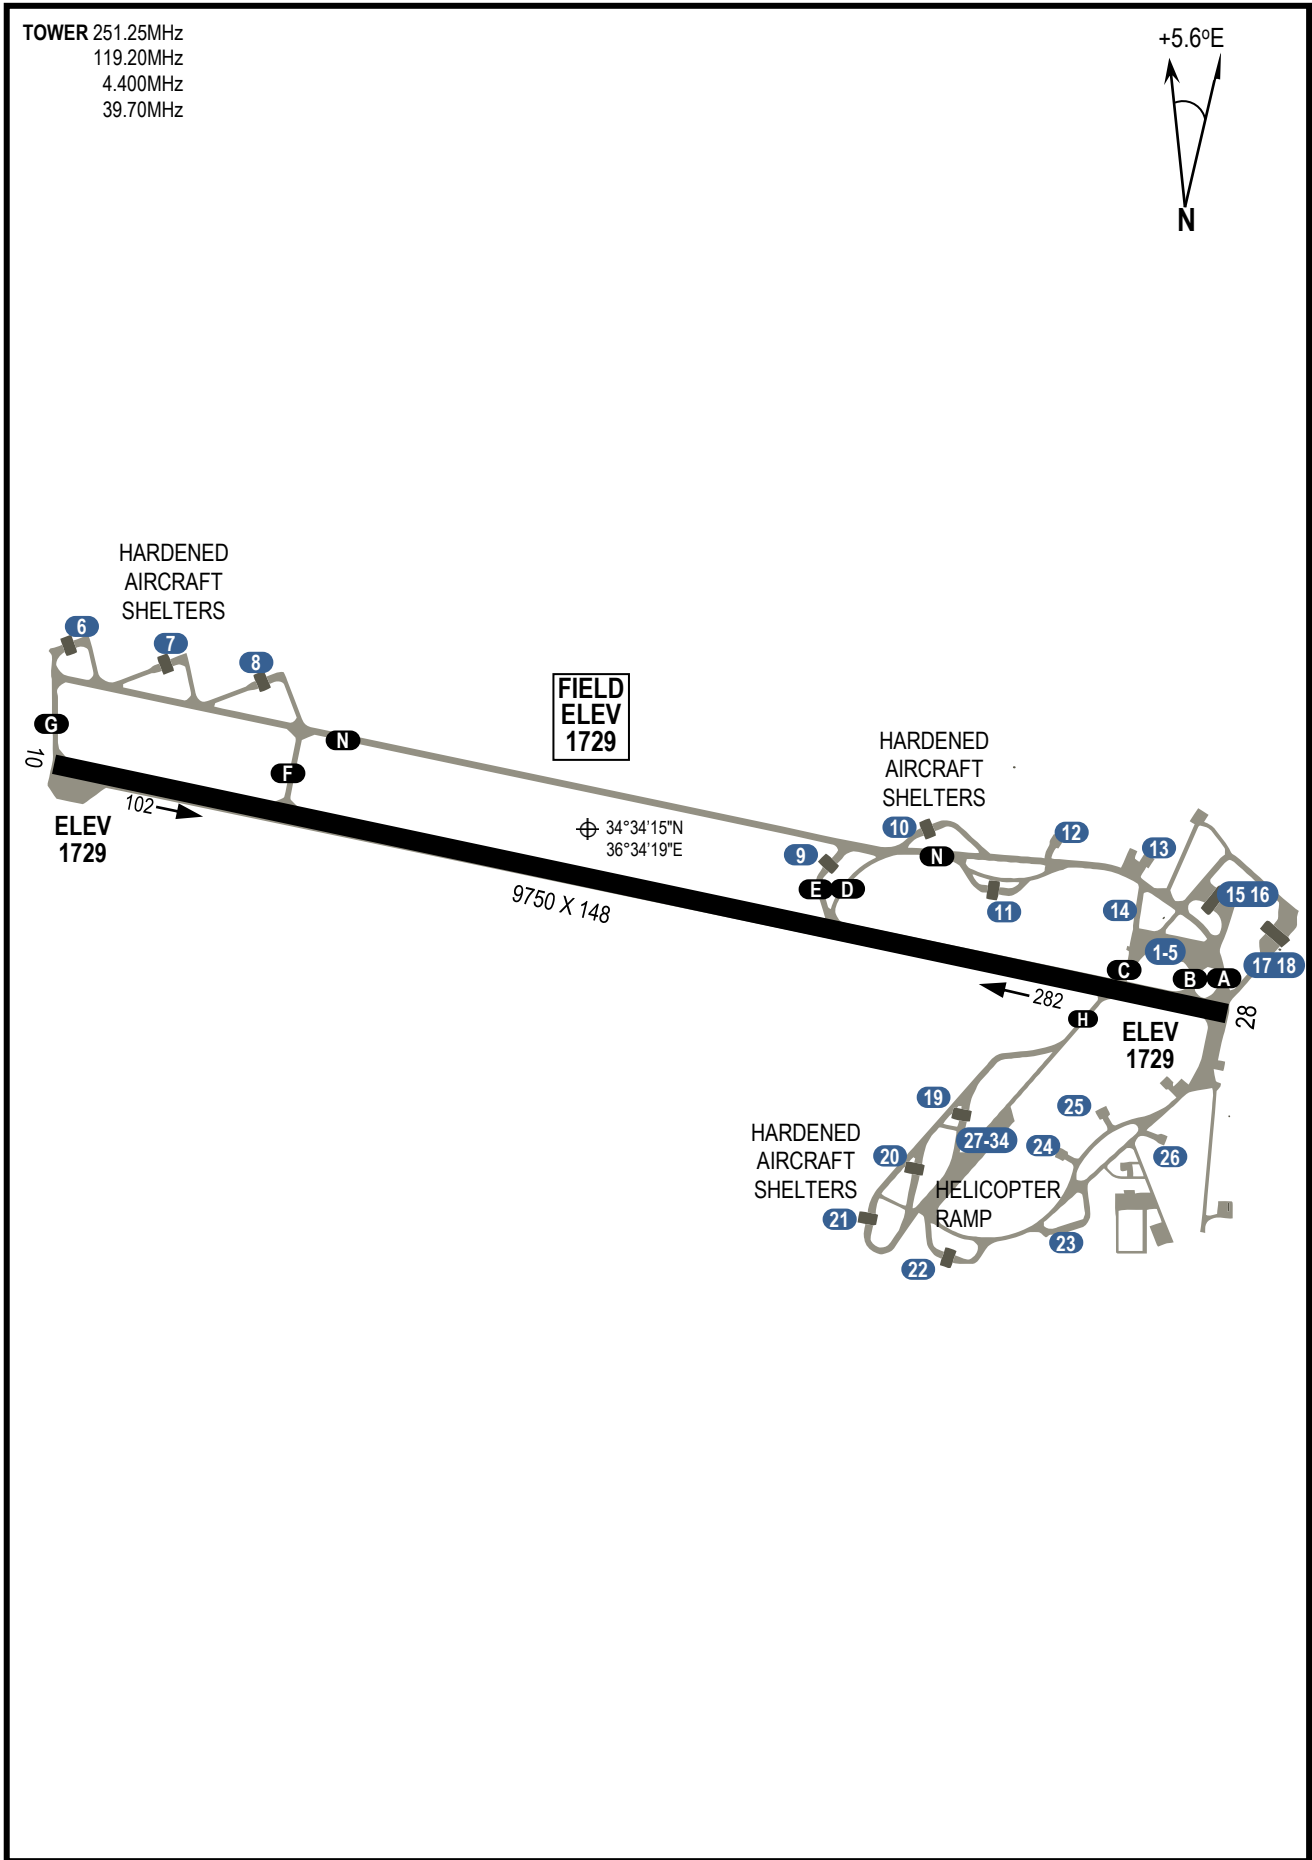 TOWER 251.25MHz
119.20MHz
4.400MHz
39.70MHz
+5.6ºE
N
HARDENED
AIRCRAFT
SHELTERS
6
7
8
G
N
F
10
102
ELEV
1729
FIELD
ELEV
1729
34°34'15"N
36°34'19"E
9750 X 148
HARDENED
AIRCRAFT
SHELTERS
10
9
N
12
13
E
D
11
14
15 16
1-5
17 18
C
B
A
282
H
28
ELEV
1729
19
25
27-34
24
26
HARDENED
AIRCRAFT
SHELTERS
20
HELICOPTER
RAMP
21
23
22